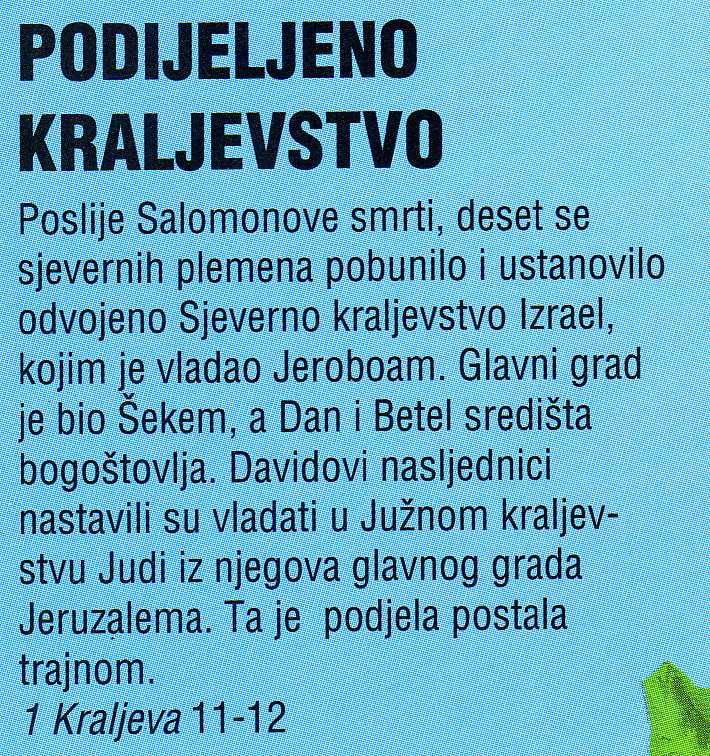 PODIJELJENO
KRALJEVSTVO
Poslije Salomonove smrti, deset se
sjevernih plemena pobunilo i ustanovilo
odvojeno Sjeverno kraljevstvo Izrael,
kojim je vladao Jeroboam. Glavni grad
je bio Šekem, a Dan i Betel središta
bogoštovlja. Davidovi nasljednici
nastavili su vladati u Južnom kraljev-
stvu Judi iz njegova glavnog grada
Jeruzalema. Ta je  podjela postala
trajnom.
1 Kraljeva 11-12